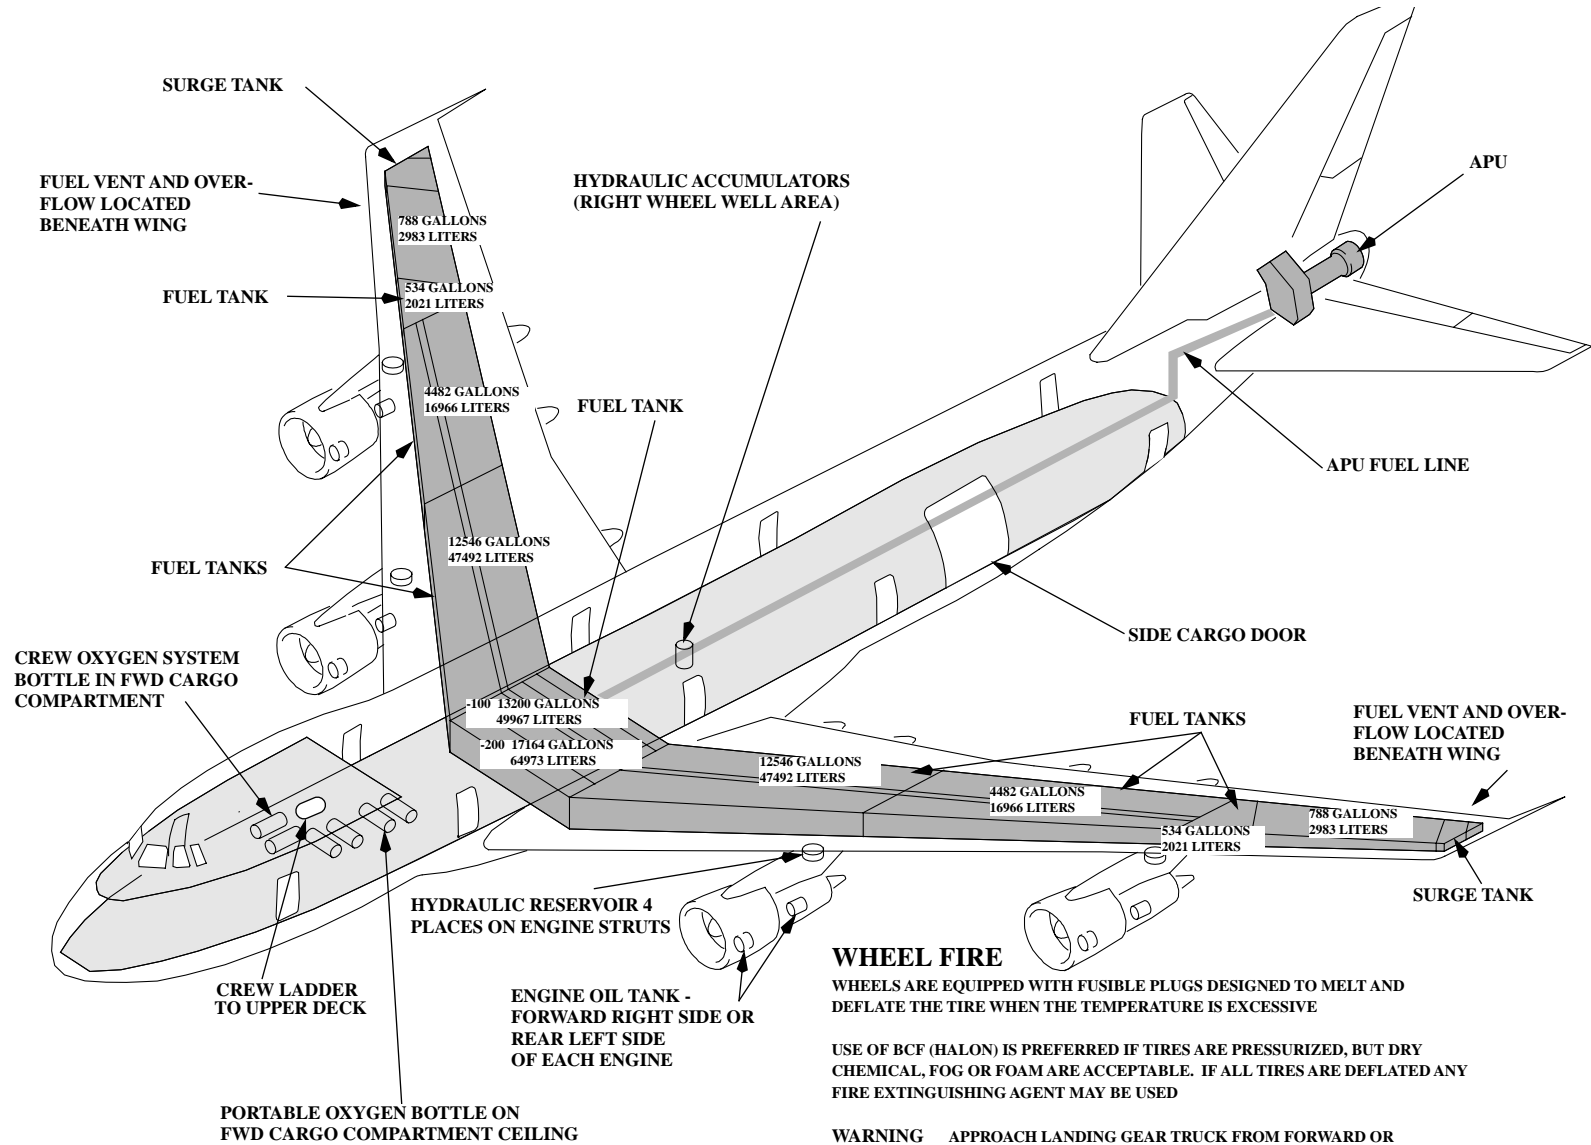 SURGE TANK
FUEL VENT AND OVER-
FLOW LOCATED
BENEATH WING
HYDRAULIC ACCUMULATORS
(RIGHT WHEEL WELL AREA)
APU
788 GALLONS
2983 LITERS
FUEL TANK
534 GALLONS
2021 LITERS
4482 GALLONS
16966 LITERS
FUEL TANK
APU FUEL LINE
12546 GALLONS
47492 LITERS
FUEL TANKS
SIDE CARGO DOOR
CREW OXYGEN SYSTEM
BOTTLE IN FWD CARGO
COMPARTMENT
-100 13200 GALLONS
49967 LITERS
-200 17164 GALLONS
64973 LITERS
FUEL TANKS
FUEL VENT AND OVER-
FLOW LOCATED
BENEATH WING
12546 GALLONS
47492 LITERS
4482 GALLONS
16966 LITERS
534 GALLONS
2021 LITERS
788 GALLONS
2983 LITERS
SURGE TANK
HYDRAULIC RESERVOIR 4
PLACES ON ENGINE STRUTS
CREW LADDER
TO UPPER DECK
ENGINE OIL TANK -
FORWARD RIGHT SIDE OR
REAR LEFT SIDE
OF EACH ENGINE
PORTABLE OXYGEN BOTTLE ON
FWD CARGO COMPARTMENT CEILING
WHEEL FIRE
WHEELS ARE EQUIPPED WITH FUSIBLE PLUGS DESIGNED TO MELT AND
DEFLATE THE TIRE WHEN THE TEMPERATURE IS EXCESSIVE
USE OF BCF (HALON) IS PREFERRED IF TIRES ARE PRESSURIZED, BUT DRY
CHEMICAL, FOG OR FOAM ARE ACCEPTABLE. IF ALL TIRES ARE DEFLATED ANY
FIRE EXTINGUISHING AGENT MAY BE USED
WARNING APPROACH LANDING GEAR TRUCK FROM FORWARD OR